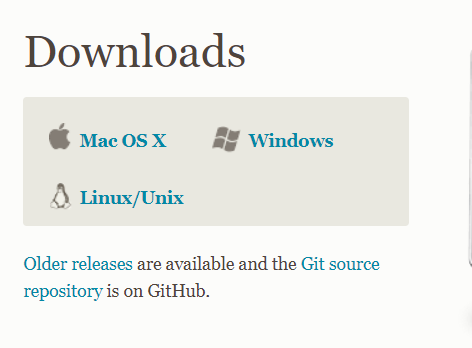 Downloads
Mac OS X Windows
Linux/Unix
Older releases are available and the Git source
repository is on GitHub.